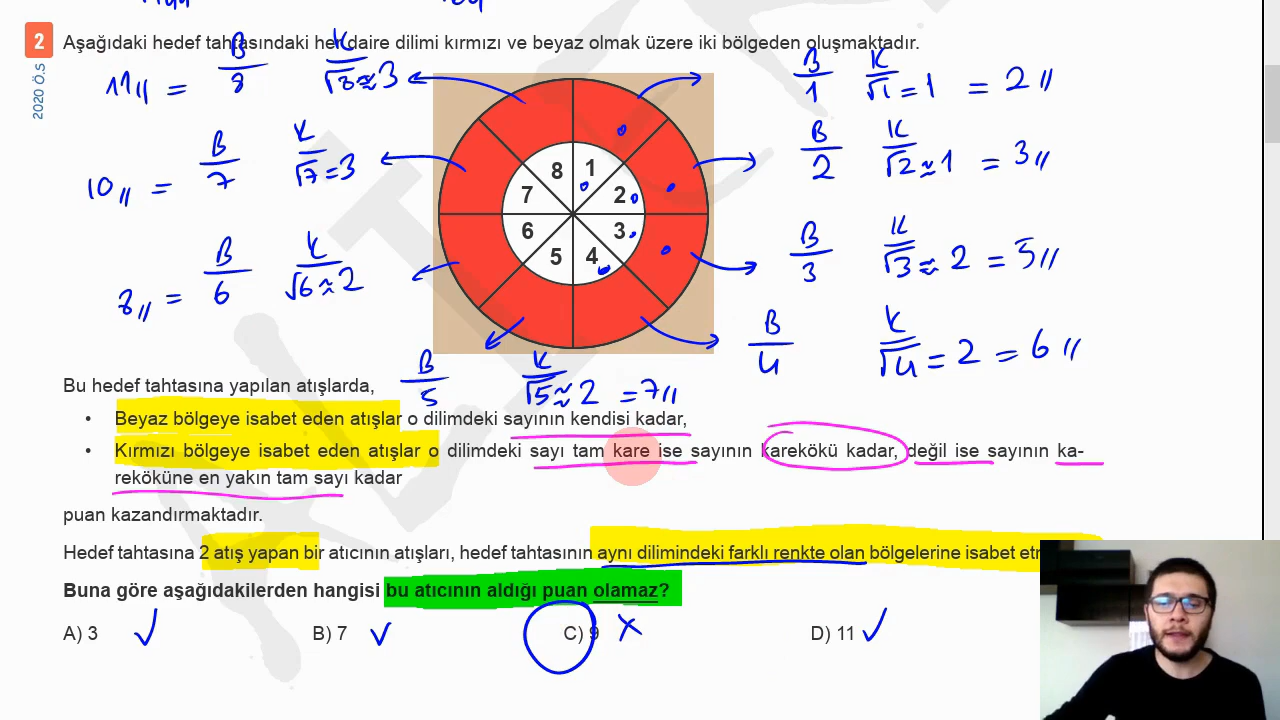 2
2020 Ö.S
Aşağıdaki hedef tahtasındaki her daire dilimi kırmızı ve beyaz olmak üzere iki bölgeden oluşmaktadır.
11 = B/8 K/√8≈3
B/1 K/√1=1 = 2
10 = B/7 K/√7=3
B/2 K/√2≈1 = 3
8 1
7 2
6 3
5 4
8 = B/6 K/√6≈2
B/3 K/√3≈2 = 5
B/4 K/√4=2 = 6
B/5 K/√5≈2 = 7
Bu hedef tahtasına yapılan atışlarda,
• Beyaz bölgeye isabet eden atışlar o dilimdeki sayının kendisi kadar,
• Kırmızı bölgeye isabet eden atışlar o dilimdeki sayı tam kare ise sayının karekökü kadar, değil ise sayının ka-
reköküne en yakın tam sayı kadar
puan kazandırmaktadır.
Hedef tahtasına 2 atış yapan bir atıcının atışları, hedef tahtasının aynı dilimindeki farklı renkte olan bölgelerine isabet
Buna göre aşağıdakilerden hangisi bu atıcının aldığı puan olamaz?
A) 3 B) 7 C) 9 D) 11